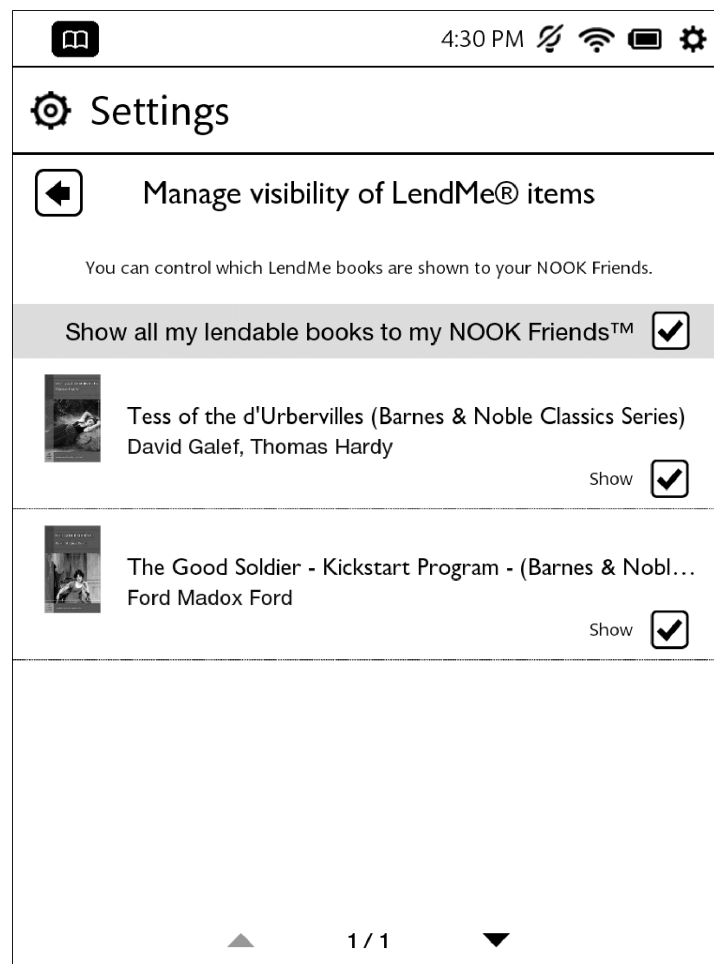 4:30 PM
Settings
Manage visibility of LendMe® items
You can control which LendMe books are shown to your NOOK Friends.
Show all my lendable books to my NOOK Friends™
Tess of the d'Urbervilles (Barnes & Noble Classics Series)
David Galef, Thomas Hardy
Show
The Good Soldier - Kickstart Program - (Barnes & Nobl...
Ford Madox Ford
Show
1 / 1